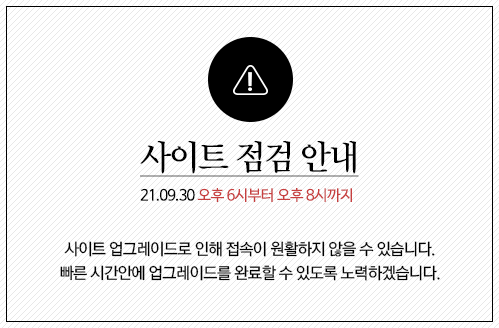 사이트 점검 안내
21.09.30 오후 6시부터 오후 8시까지
사이트 업그레이드로 인해 접속이 원활하지 않을 수 있습니다.
빠른 시간안에 업그레이드를 완료할 수 있도록 노력하겠습니다.